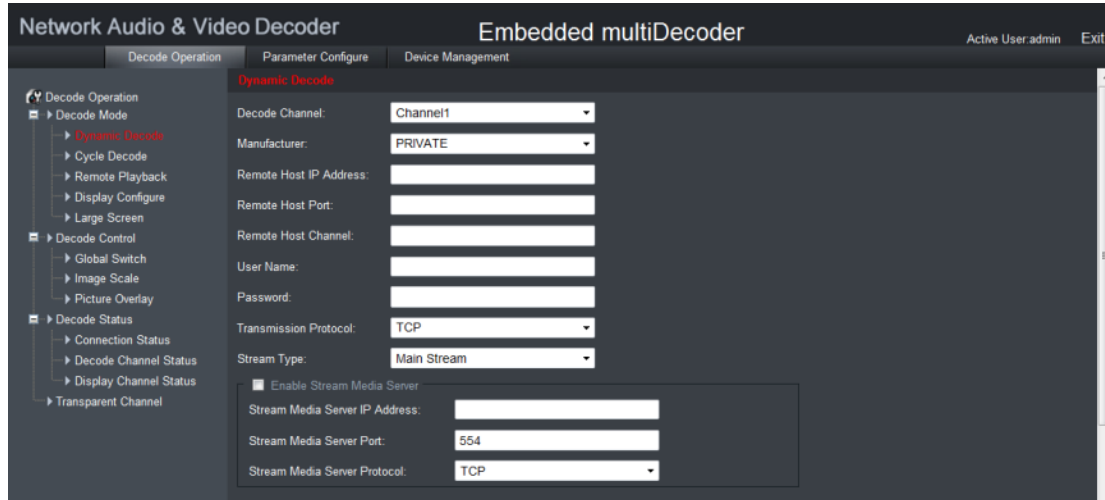 Network Audio & Video Decoder
Embedded multiDecoder
Active User:admin
Exit
Decode Operation
Parameter Configure
Device Management
Decode Operation
Decode Mode
Dynamic Decode
Cycle Decode
Remote Playback
Display Configure
Large Screen
Decode Control
Global Switch
Image Scale
Picture Overlay
Decode Status
Connection Status
Decode Channel Status
Display Channel Status
Transparent Channel
Dynamic Decode
Decode Channel: Channel1
Manufacturer: PRIVATE
Remote Host IP Address:
Remote Host Port:
Remote Host Channel:
User Name:
Password:
Transmission Protocol: TCP
Stream Type: Main Stream
Enable Stream Media Server
Stream Media Server IP Address:
Stream Media Server Port: 554
Stream Media Server Protocol: TCP